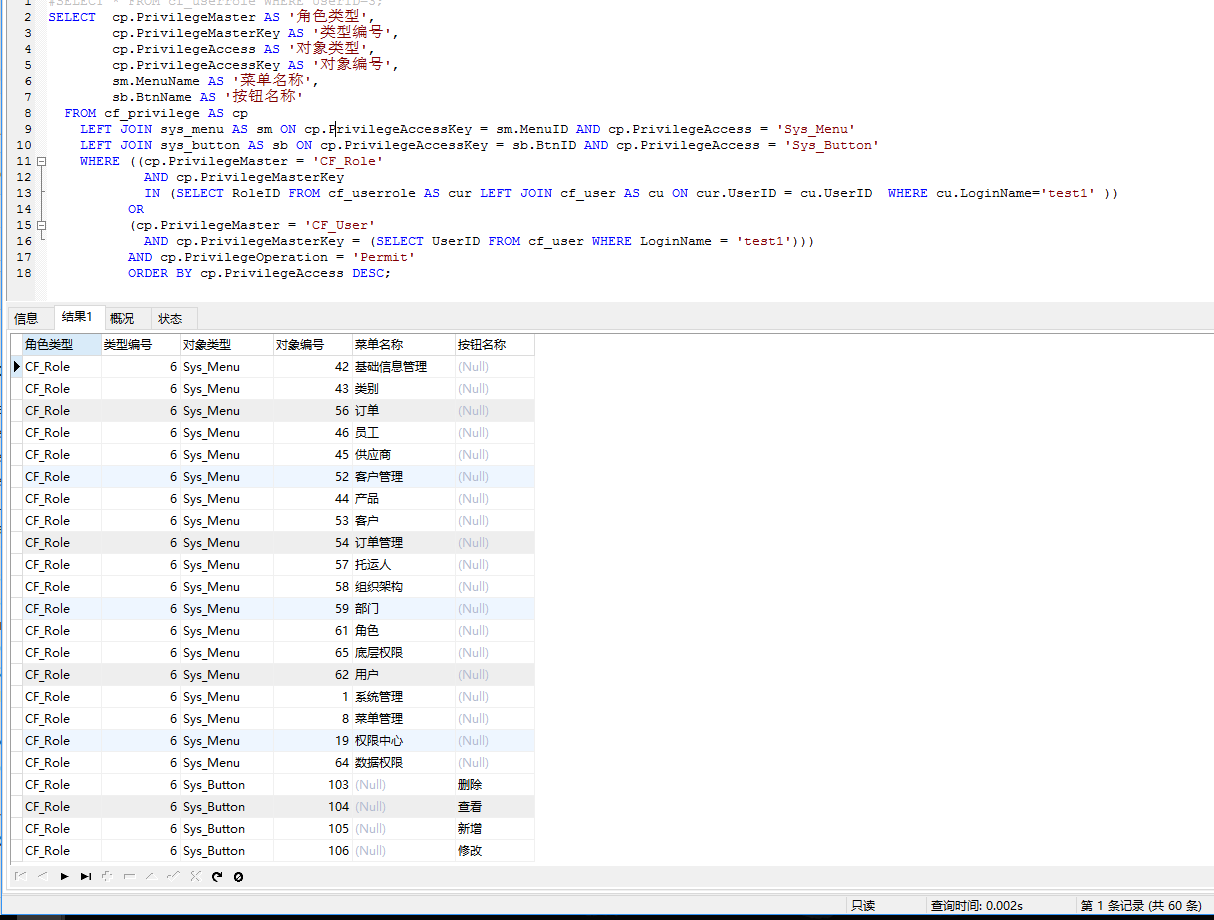 1 #SELECT * FROM cf_userrole WHERE UserID=3;
2 SELECT cp.PrivilegeMaster AS '角色类型',
3 cp.PrivilegeMasterKey AS '类型编号',
4 cp.PrivilegeAccess AS '对象类型',
5 cp.PrivilegeAccessKey AS '对象编号',
6 sm.MenuName AS '菜单名称',
7 sb.BtnName AS '按钮名称'
8 FROM cf_privilege AS cp
9 LEFT JOIN sys_menu AS sm ON cp.PrivilegeAccessKey = sm.MenuID AND cp.PrivilegeAccess = 'Sys_Menu'
10 LEFT JOIN sys_button AS sb ON cp.PrivilegeAccessKey = sb.BtnID AND cp.PrivilegeAccess = 'Sys_Button'
11 WHERE ((cp.PrivilegeMaster = 'CF_Role'
12 AND cp.PrivilegeMasterKey
13 IN (SELECT RoleID FROM cf_userrole AS cur LEFT JOIN cf_user AS cu ON cur.UserID = cu.UserID WHERE cu.LoginName='test1' ))
14 OR
15 (cp.PrivilegeMaster = 'CF_User'
16 AND cp.PrivilegeMasterKey = (SELECT UserID FROM cf_user WHERE LoginName = 'test1')))
17 AND cp.PrivilegeOperation = 'Permit'
18 ORDER BY cp.PrivilegeAccess DESC;
信息 结果1 概况 状态
角色类型 类型编号 对象类型 对象编号 菜单名称 按钮名称
CF_Role 6 Sys_Menu 42 基础信息管理 (Null)
CF_Role 6 Sys_Menu 43 类别 (Null)
CF_Role 6 Sys_Menu 56 订单 (Null)
CF_Role 6 Sys_Menu 46 员工 (Null)
CF_Role 6 Sys_Menu 45 供应商 (Null)
CF_Role 6 Sys_Menu 52 客户管理 (Null)
CF_Role 6 Sys_Menu 44 产品 (Null)
CF_Role 6 Sys_Menu 53 客户 (Null)
CF_Role 6 Sys_Menu 54 订单管理 (Null)
CF_Role 6 Sys_Menu 57 托运人 (Null)
CF_Role 6 Sys_Menu 58 组织架构 (Null)
CF_Role 6 Sys_Menu 59 部门 (Null)
CF_Role 6 Sys_Menu 61 角色 (Null)
CF_Role 6 Sys_Menu 65 底层权限 (Null)
CF_Role 6 Sys_Menu 62 用户 (Null)
CF_Role 6 Sys_Menu 1 系统管理 (Null)
CF_Role 6 Sys_Menu 8 菜单管理 (Null)
CF_Role 6 Sys_Menu 19 权限中心 (Null)
CF_Role 6 Sys_Menu 64 数据权限 (Null)
CF_Role 6 Sys_Button 103 (Null) 删除
CF_Role 6 Sys_Button 104 (Null) 查看
CF_Role 6 Sys_Button 105 (Null) 新增
CF_Role 6 Sys_Button 106 (Null) 修改
只读 查询时间: 0.002s 第 1 条记录 (共 60 条)